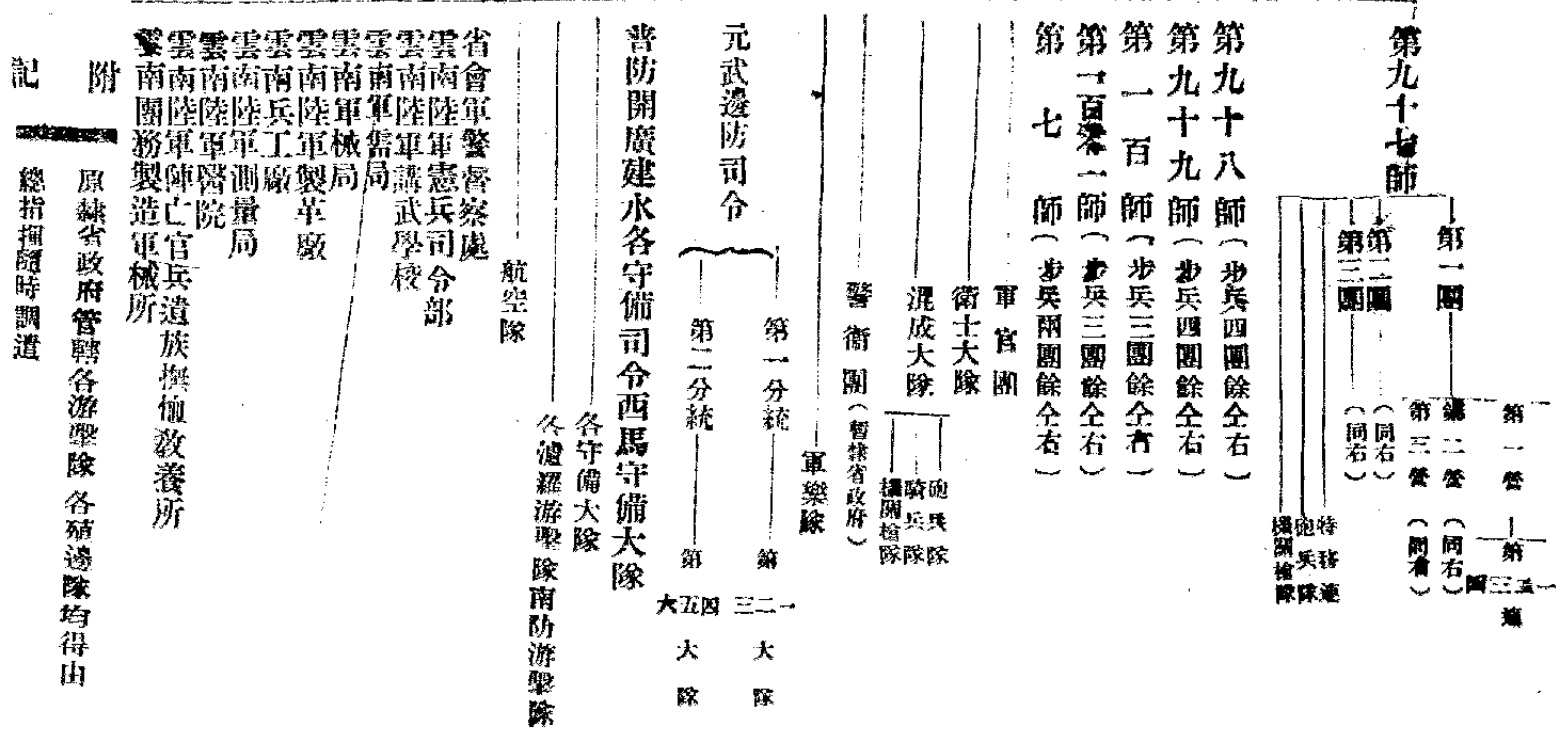 第九十七師
第一團
第一營
第一二三四連
第二營（同右）
第三營（同右）
第二團（同右）
第三團（同右）
特務連
砲兵隊
機關槍隊
第九十八師（步兵四團餘仝右）
第九十九師（步兵四團餘仝右）
第一百師（步兵三團餘仝右）
第一百零一師（步兵三團餘仝右）
第七師（步兵兩團餘仝右）
軍官團
衛士大隊
混成大隊
砲兵隊
騎兵隊
機關槍隊
警衛團（暫隸省政府）
軍樂隊
元武邊防司令
第一分統
第一二三大隊
第二分統
第四五六大隊
普防開廣建水各守備司令西馬守備大隊
各守備大隊
各瀘羅游擊隊南防游擊隊
航空隊
省會軍警督察處
雲南陸軍憲兵司令部
雲南陸軍講武學校
雲南軍需局
雲南軍械局
雲南陸軍製革廠
雲南兵工廠
雲南陸軍測量局
雲南陸軍醫院
雲南陸軍陣亡官兵遺族撫恤教養所
雲南團務製造軍械所
附記
原隸省政府管轄各游擊隊各殖邊隊均得由
總指揮隨時調遣